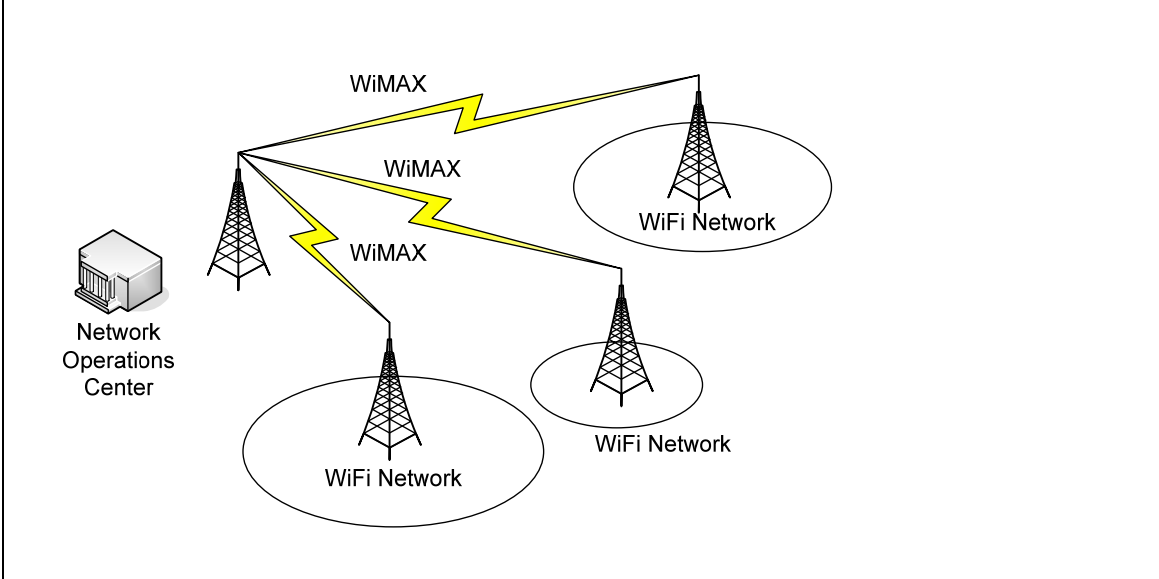 WiMAX
WiMAX
WiFi Network
WiMAX
Network
Operations
Center
WiFi Network
WiFi Network